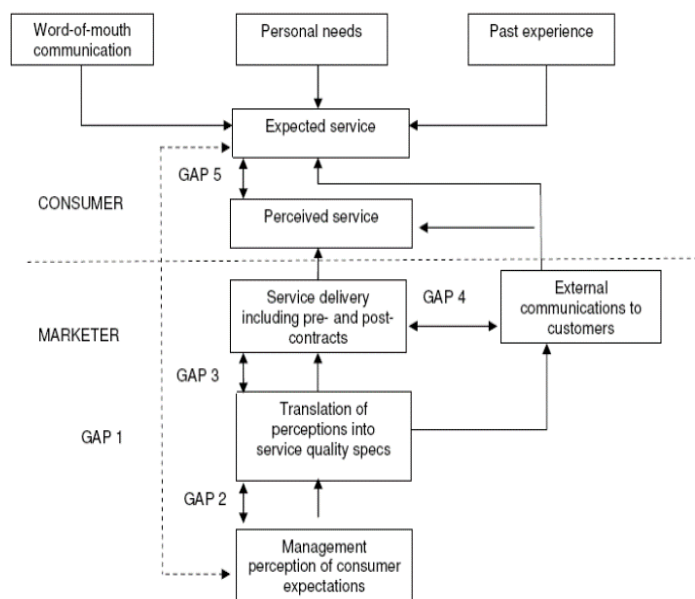 Word-of-mouth
communication
Personal needs
Past experience
Expected service
GAP 5
CONSUMER
Perceived service
Service delivery
including pre- and post-
contracts
GAP 4
External
communications to
customers
MARKETER
GAP 3
Translation of
perceptions into
service quality specs
GAP 1
GAP 2
Management
perception of consumer
expectations